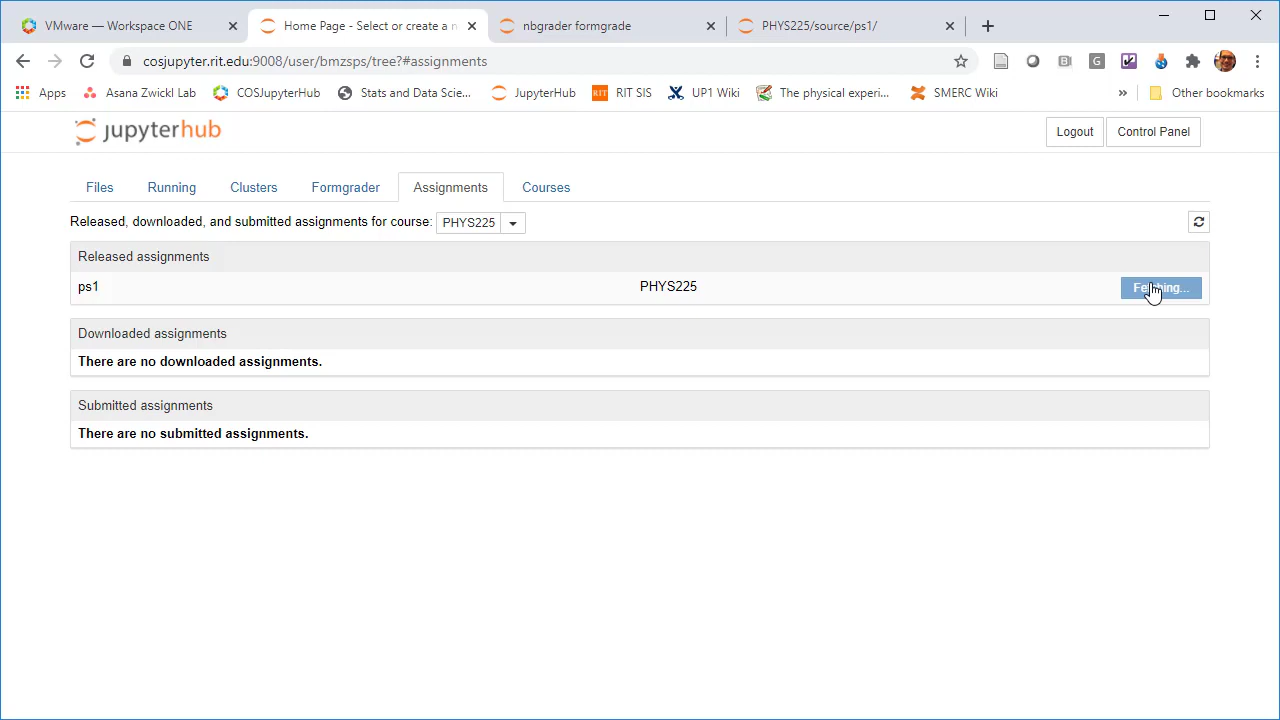 VMware — Workspace ONE
Home Page - Select or create a n
nbgrader formgrade
PHYS225/source/ps1/
cosjupyter.rit.edu:9008/user/bmzsps/tree?#assignments
Apps
Asana Zwickl Lab
COSJupyterHub
Stats and Data Scie...
JupyterHub
RIT
RIT SIS
UP1 Wiki
The physical experi...
SMERC Wiki
»
Other bookmarks
jupyterhub
Logout
Control Panel
Files
Running
Clusters
Formgrader
Assignments
Courses
Released, downloaded, and submitted assignments for course:
PHYS225
Released assignments
ps1
PHYS225
Fetching...
Downloaded assignments
There are no downloaded assignments.
Submitted assignments
There are no submitted assignments.